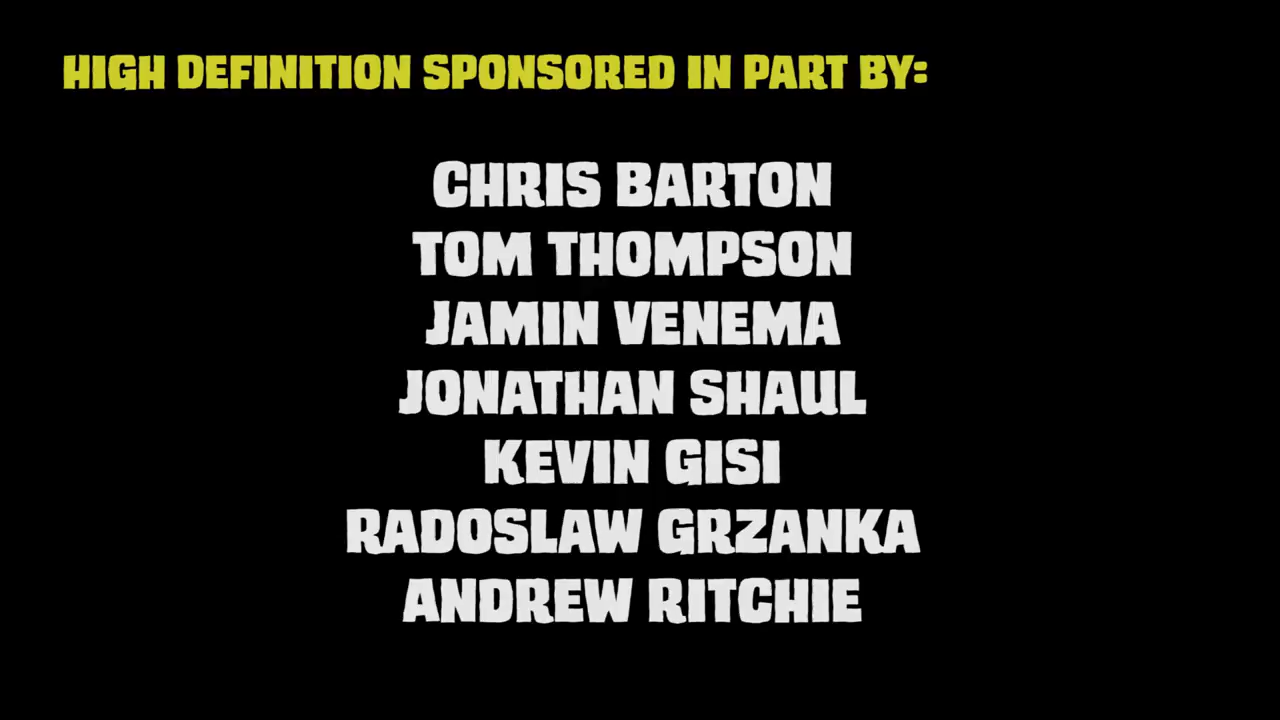 HIGH DEFINITION SPONSORED IN PART BY:
CHRIS BARTON
TOM THOMPSON
JAMIN VENEMA
JONATHAN SHAUL
KEVIN GISI
RADOSLAW GRZANKA
ANDREW RITCHIE